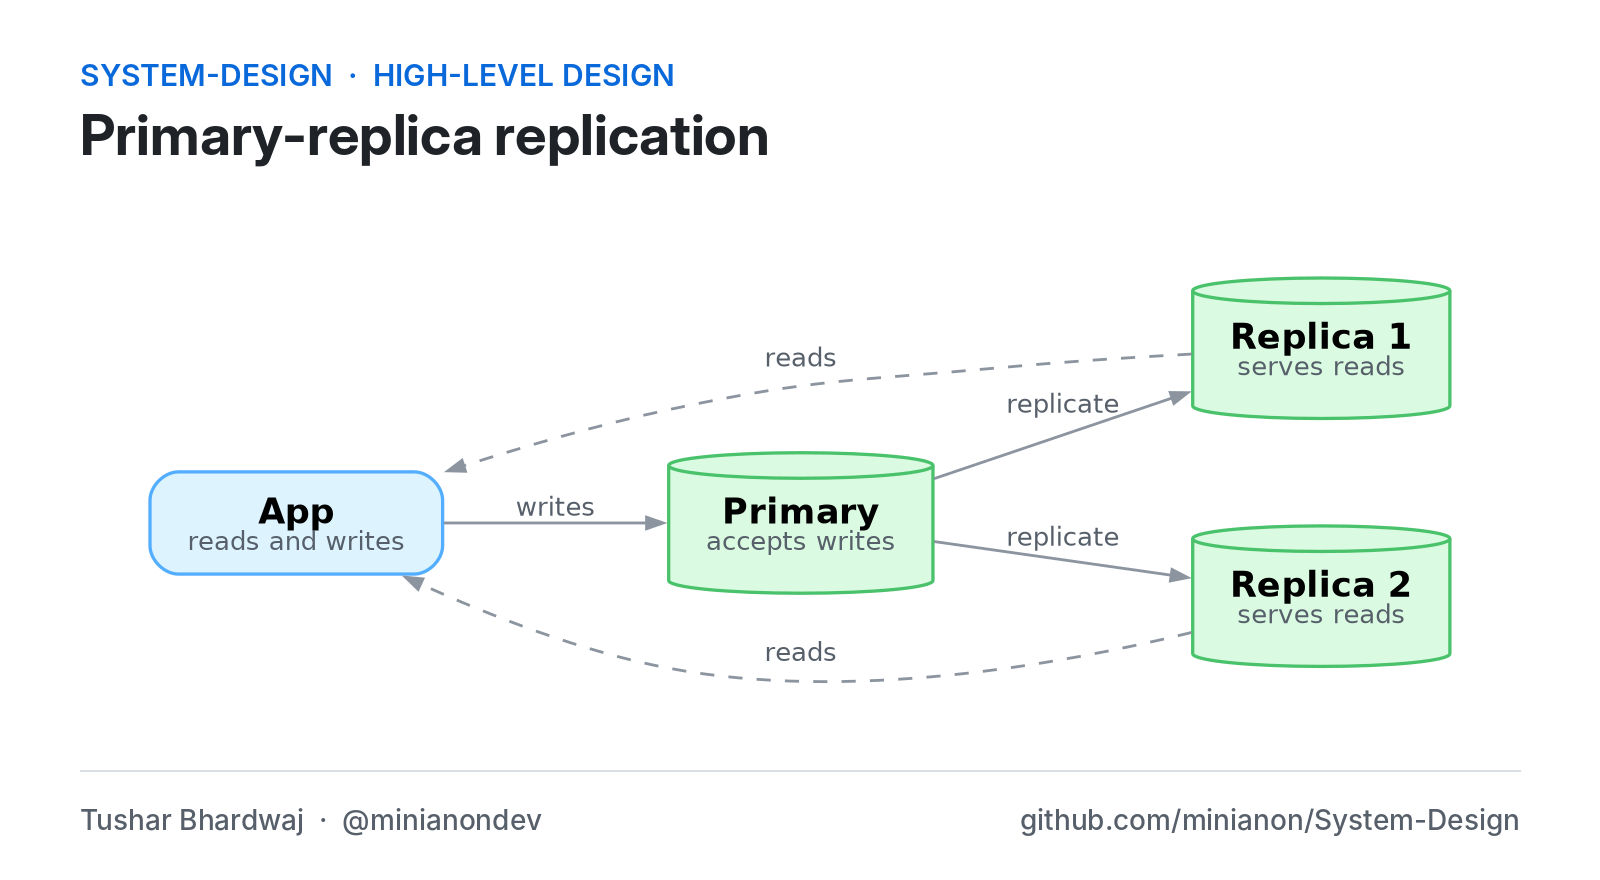 SYSTEM-DESIGN · HIGH-LEVEL DESIGN
Primary-replica replication
Replica 1
serves reads
reads
replicate
App
reads and writes
writes
Primary
accepts writes
replicate
Replica 2
serves reads
reads
Tushar Bhardwaj · @minianondev
github.com/minianon/System-Design